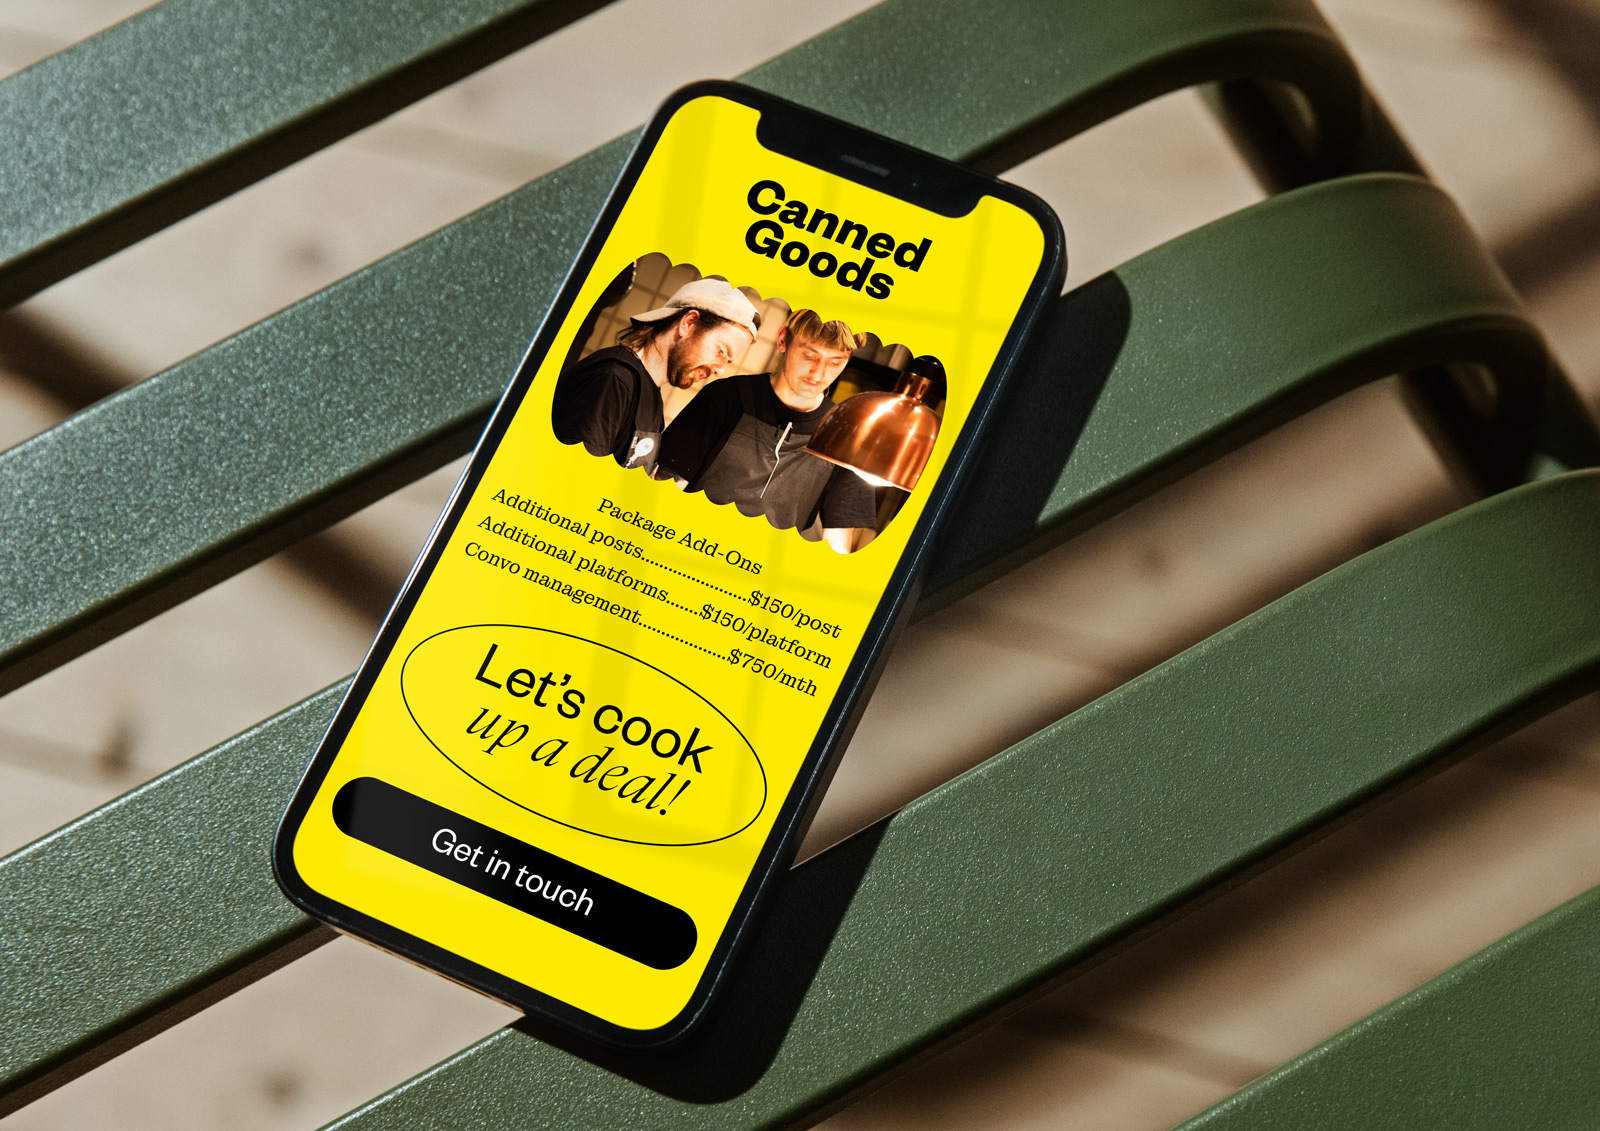 Canned
Goods
Package Add-Ons
Additional posts........................$150/post
Additional platforms.......$150/platform
Convo management....................$750/mth
Let's cook
up a deal!
Get in touch